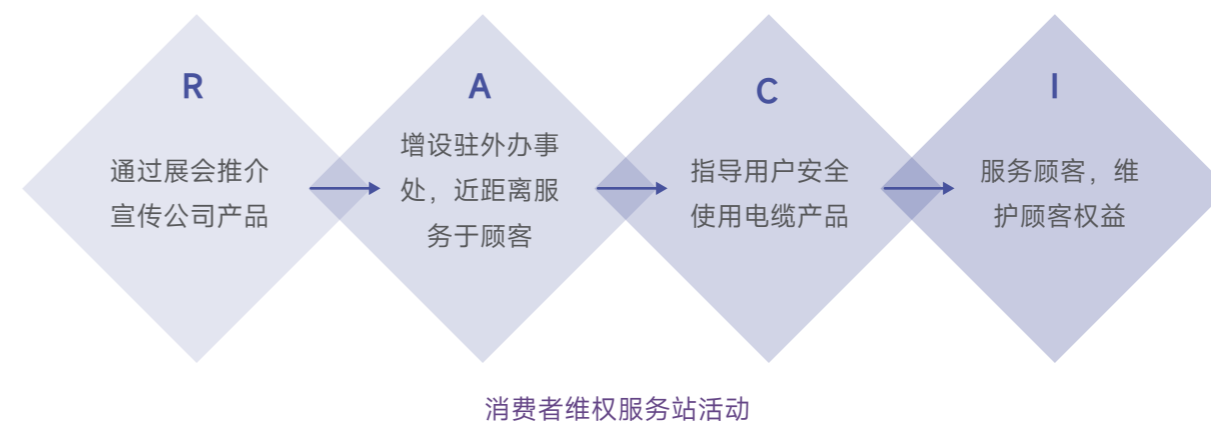 R
通过展会推介
宣传公司产品
A
增设驻外办事
处，近距离服
务于顾客
C
指导用户安全
使用电缆产品
I
服务顾客，维
护顾客权益
消费者维权服务站活动